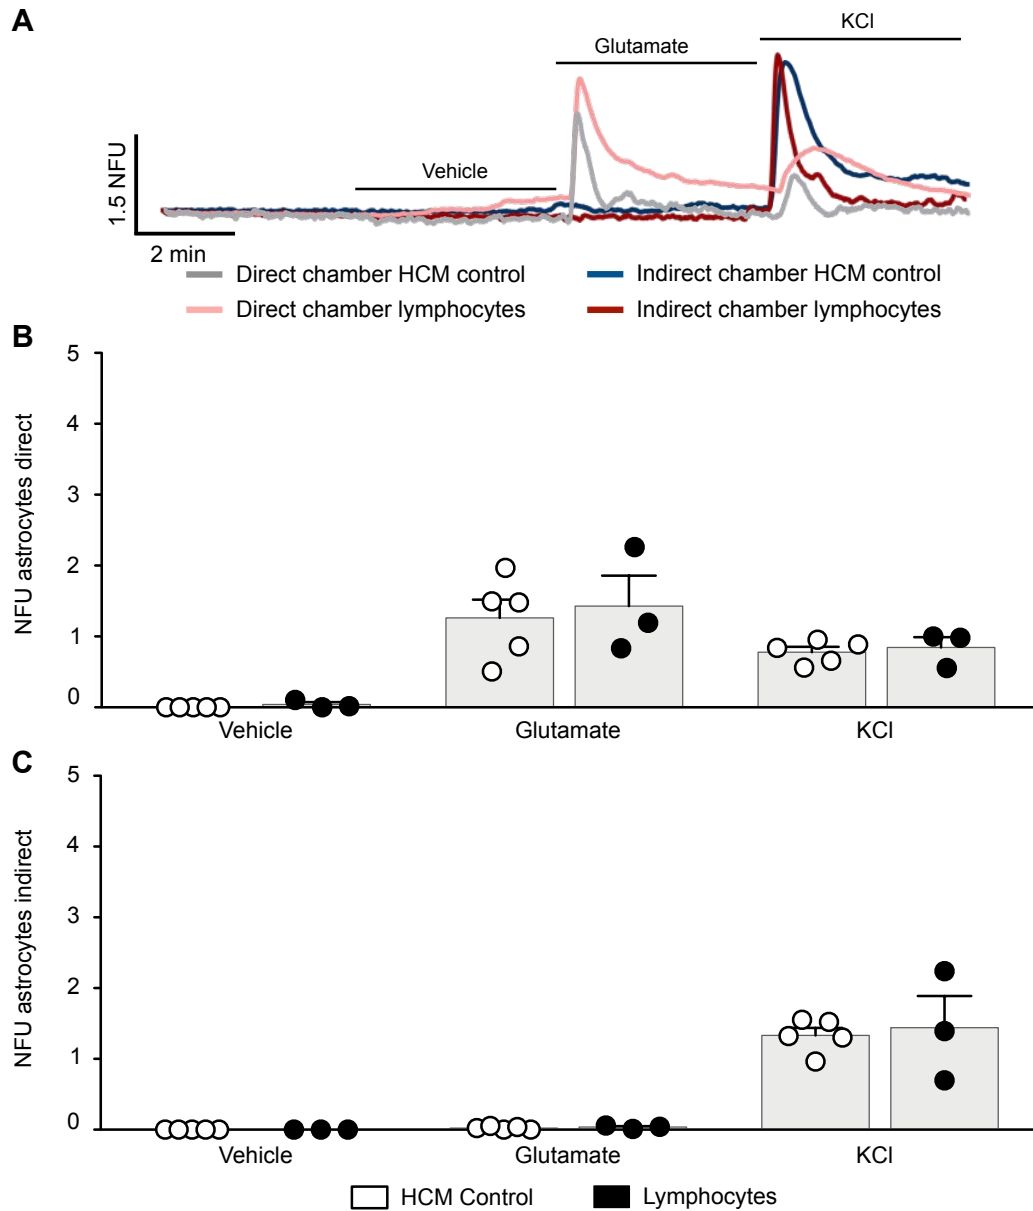 A
KCl
Glutamate
Vehicle
1.5 NFU
2 min
Direct chamber HCM control
Indirect chamber HCM control
Direct chamber lymphocytes
Indirect chamber lymphocytes
B
NFU astrocytes direct
5
4
3
2
1
0
Vehicle Glutamate KCl
C
NFU astrocytes indirect
5
4
3
2
1
0
Vehicle Glutamate KCl
HCM Control Lymphocytes